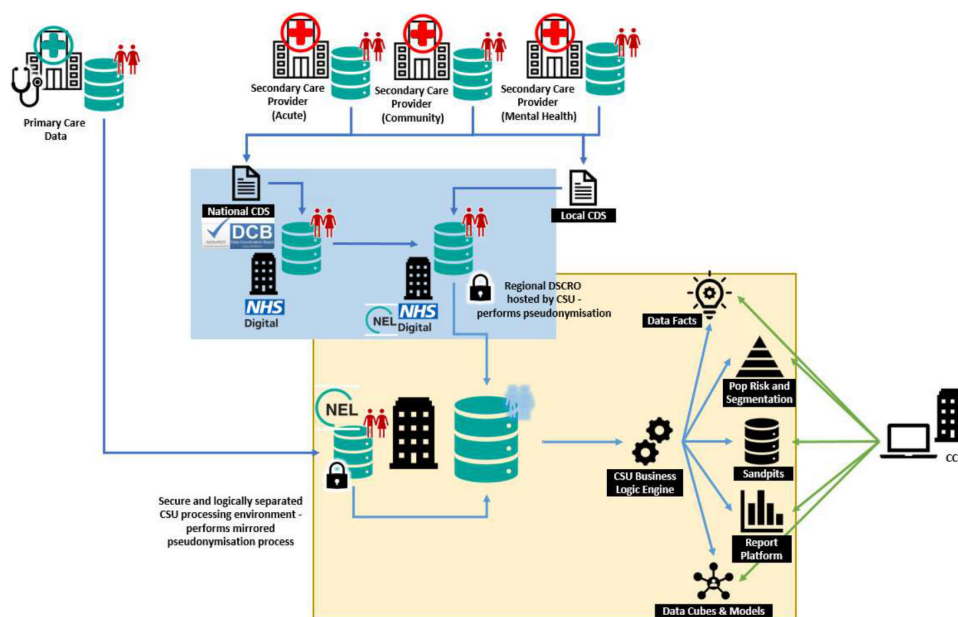 Primary Care
Data
Secondary Care
Provider
(Acute)
Secondary Care
Provider
(Community)
Secondary Care
Provider
(Mental Health)
National CDS
Local CDS
DCB
NHS
Digital
NEL
NHS
Digital
Regional DSCRO
hosted by CSU -
performs pseudonymisation
Data Facts
Pop Risk and
Segmentation
NEL
CSU Business
Logic Engine
Sandpits
CC
Secure and logically separated
CSU processing environment -
performs mirrored
pseudonymisation process
Report
Platform
Data Cubes & Models